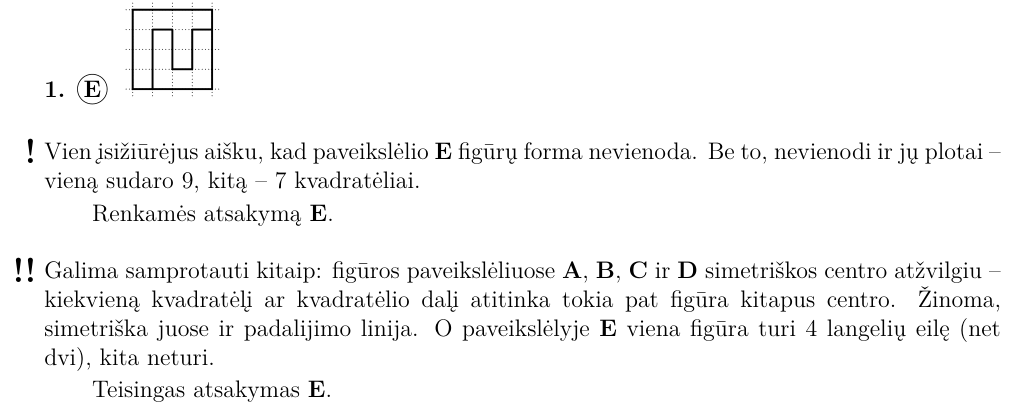 1. E
! Vien įsižiūrėjus aišku, kad paveikslėlio E figūrų forma nevienoda. Be to, nevienodi ir jų plotai –
vieną sudaro 9, kitą – 7 kvadratėliai.
Renkamės atsakymą E.
!! Galima samprotauti kitaip: figūros paveikslėliuose A, B, C ir D simetriškos centro atžvilgiu –
kiekvieną kvadratėlį ar kvadratėlio dalį atitinka tokia pat figūra kitapus centro. Žinoma,
simetriška juose ir padalijimo linija. O paveikslėlyje E viena figūra turi 4 langelių eilę (net
dvi), kita neturi.
Teisingas atsakymas E.